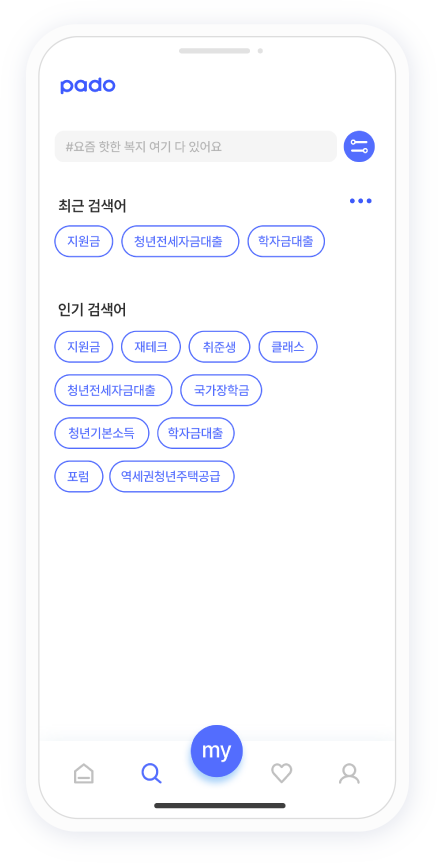 pado
#요즘 핫한 복지 여기 다 있어요
최근 검색어
지원금 청년전세자금대출 학자금대출
인기 검색어
지원금 재테크 취준생 클래스
청년전세자금대출 국가장학금
청년기본소득 학자금대출
포럼 역세권청년주택공급
my